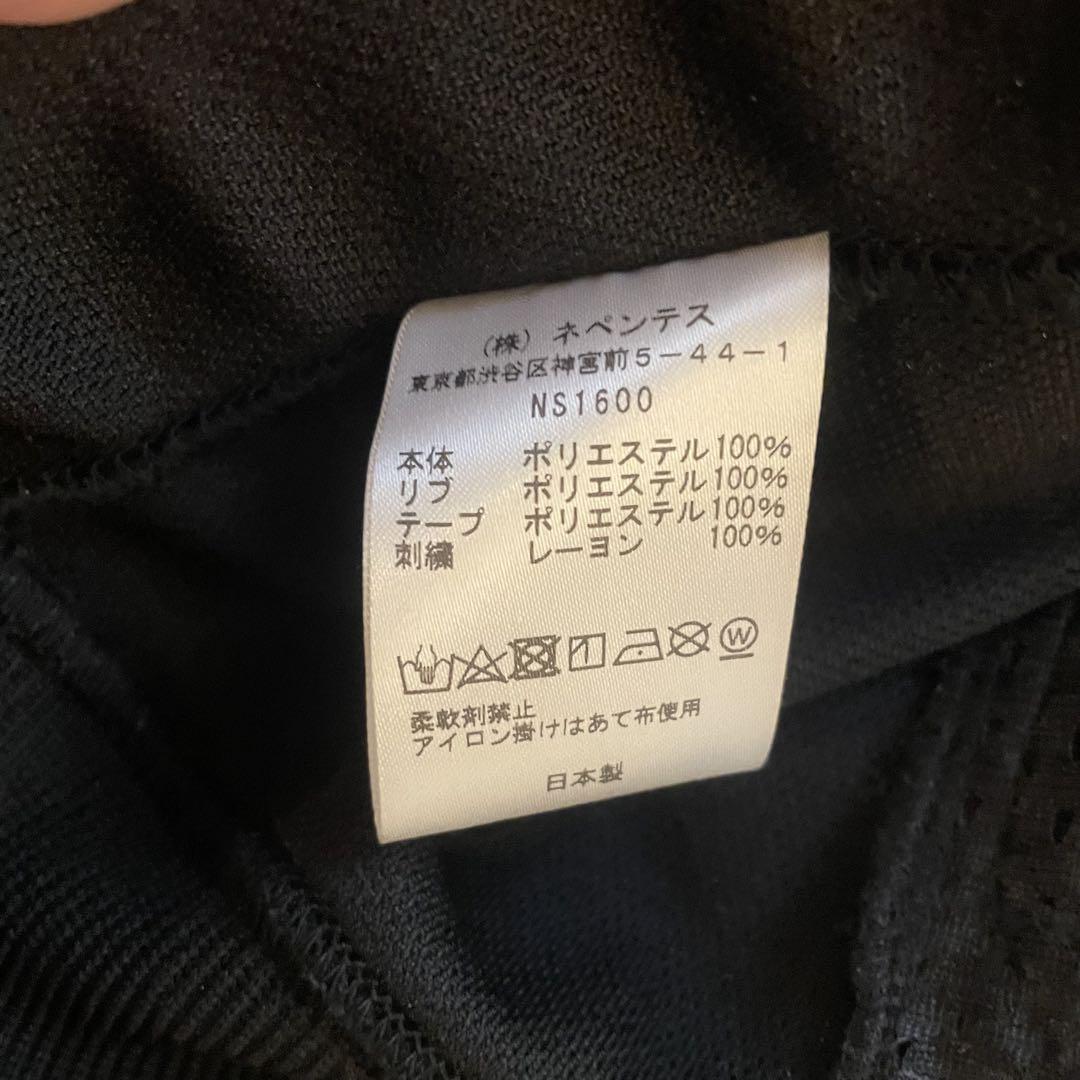 (株) ネペンテス
東京都渋谷区神宮前5-44-1
NS1600
本体 ポリエステル100%
リブ ポリエステル100%
テープ ポリエステル100%
刺繍 レーヨン 100%
W
柔軟剤禁止
アイロン掛けはあて布使用
日本製